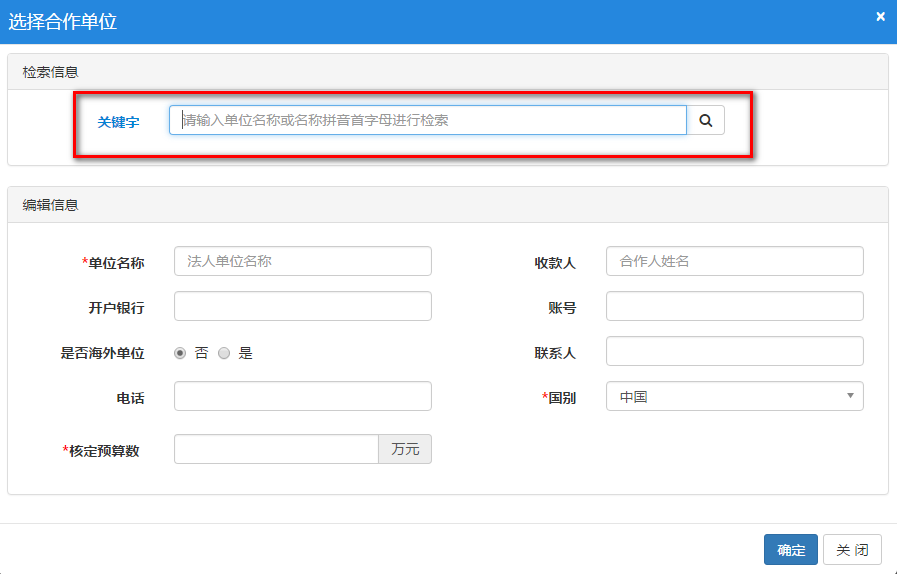 选择合作单位 ×
检索信息
关键字 请输入单位名称或名称拼音首字母进行检索
编辑信息
*单位名称 法人单位名称 收款人 合作人姓名
开户银行 账号
是否海外单位 否 是 联系人
电话 *国别 中国
*核定预算数 万元
确定 关 闭